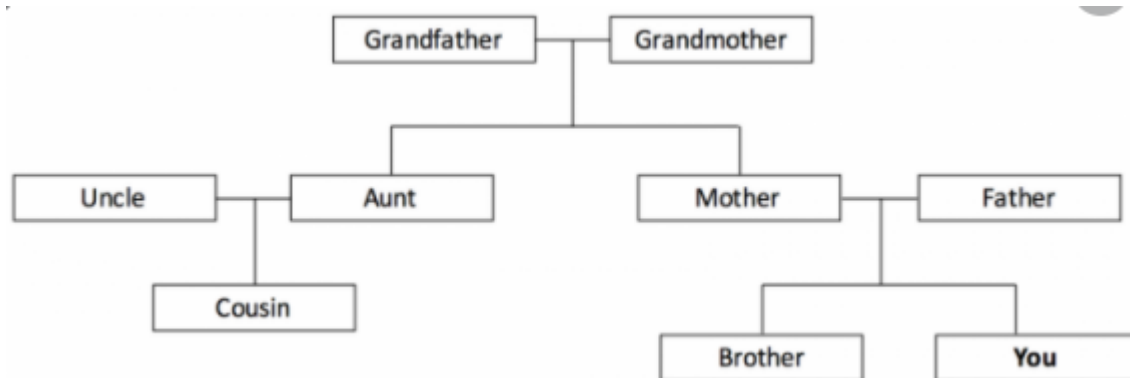 Grandfather
Grandmother
Uncle
Aunt
Mother
Father
Cousin
Brother
You